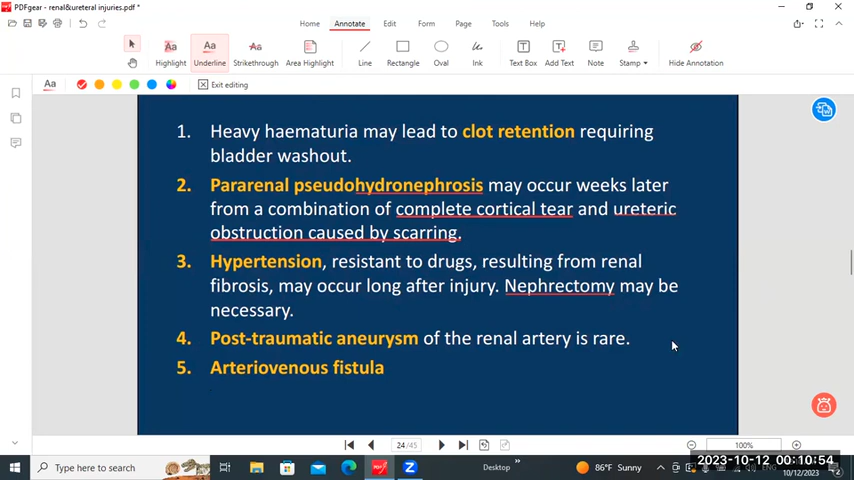 PDFgear - renal&ureteral injuries.pdf *
Home Annotate Edit Form Page Tools Help
Highlight Underline Strikethrough Area Highlight Line Rectangle Oval Ink Text Box Add Text Note Stamp Hide Annotation
Aa Exit editing
1. Heavy haematuria may lead to clot retention requiring
bladder washout.
2. Pararenal pseudohydronephrosis may occur weeks later
from a combination of complete cortical tear and ureteric
obstruction caused by scarring.
3. Hypertension, resistant to drugs, resulting from renal
fibrosis, may occur long after injury. Nephrectomy may be
necessary.
4. Post-traumatic aneurysm of the renal artery is rare.
5. Arteriovenous fistula
24/45 100%
Type here to search Desktop 86°F Sunny
2023-10-12 00:10:54
10/12/2023